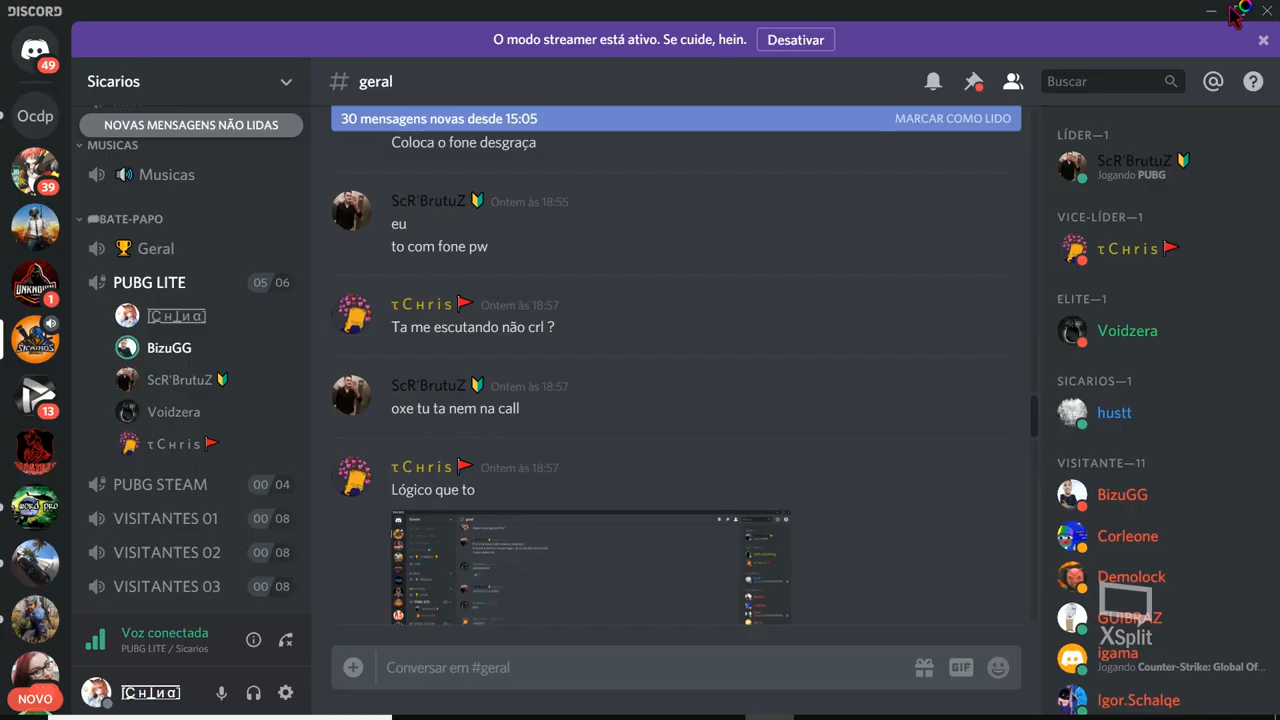 DISCORD
O modo streamer está ativo. Se cuide, hein.
Desativar
49
Ocdp
39
1
13
NOVO
Sicarios
NOVAS MENSAGENS NÃO LIDAS
MUSICAS
Musicas
BATE-PAPO
Geral
PUBG LITE 05 06
BizuGG
ScR'BrutuZ
Voidzera
τ C н r i s
PUBG STEAM 00 04
VISITANTES 01 00 08
VISITANTES 02 00 08
VISITANTES 03 00 08
Voz conectada
PUBG LITE / Sicarios
# geral
Buscar
30 mensagens novas desde 15:05
MARCAR COMO LIDO
Coloca o fone desgraça
ScR'BrutuZ Ontem às 18:55
eu
to com fone pw
τ C н r i s Ontem às 18:57
Ta me escutando não crl ?
ScR'BrutuZ Ontem às 18:57
oxe tu ta nem na call
τ C н r i s Ontem às 18:57
Lógico que to
Conversar em #geral
GIF
LÍDER—1
ScR'BrutuZ
Jogando PUBG
VICE-LÍDER—1
τ C н r i s
ELITE—1
Voidzera
SICARIOS—1
hustt
VISITANTE—11
BizuGG
Corleone
Demolock
GUIBRAZ
XSplit
igama
Jogando Counter-Strike: Global Of...
Igor.Schalqe